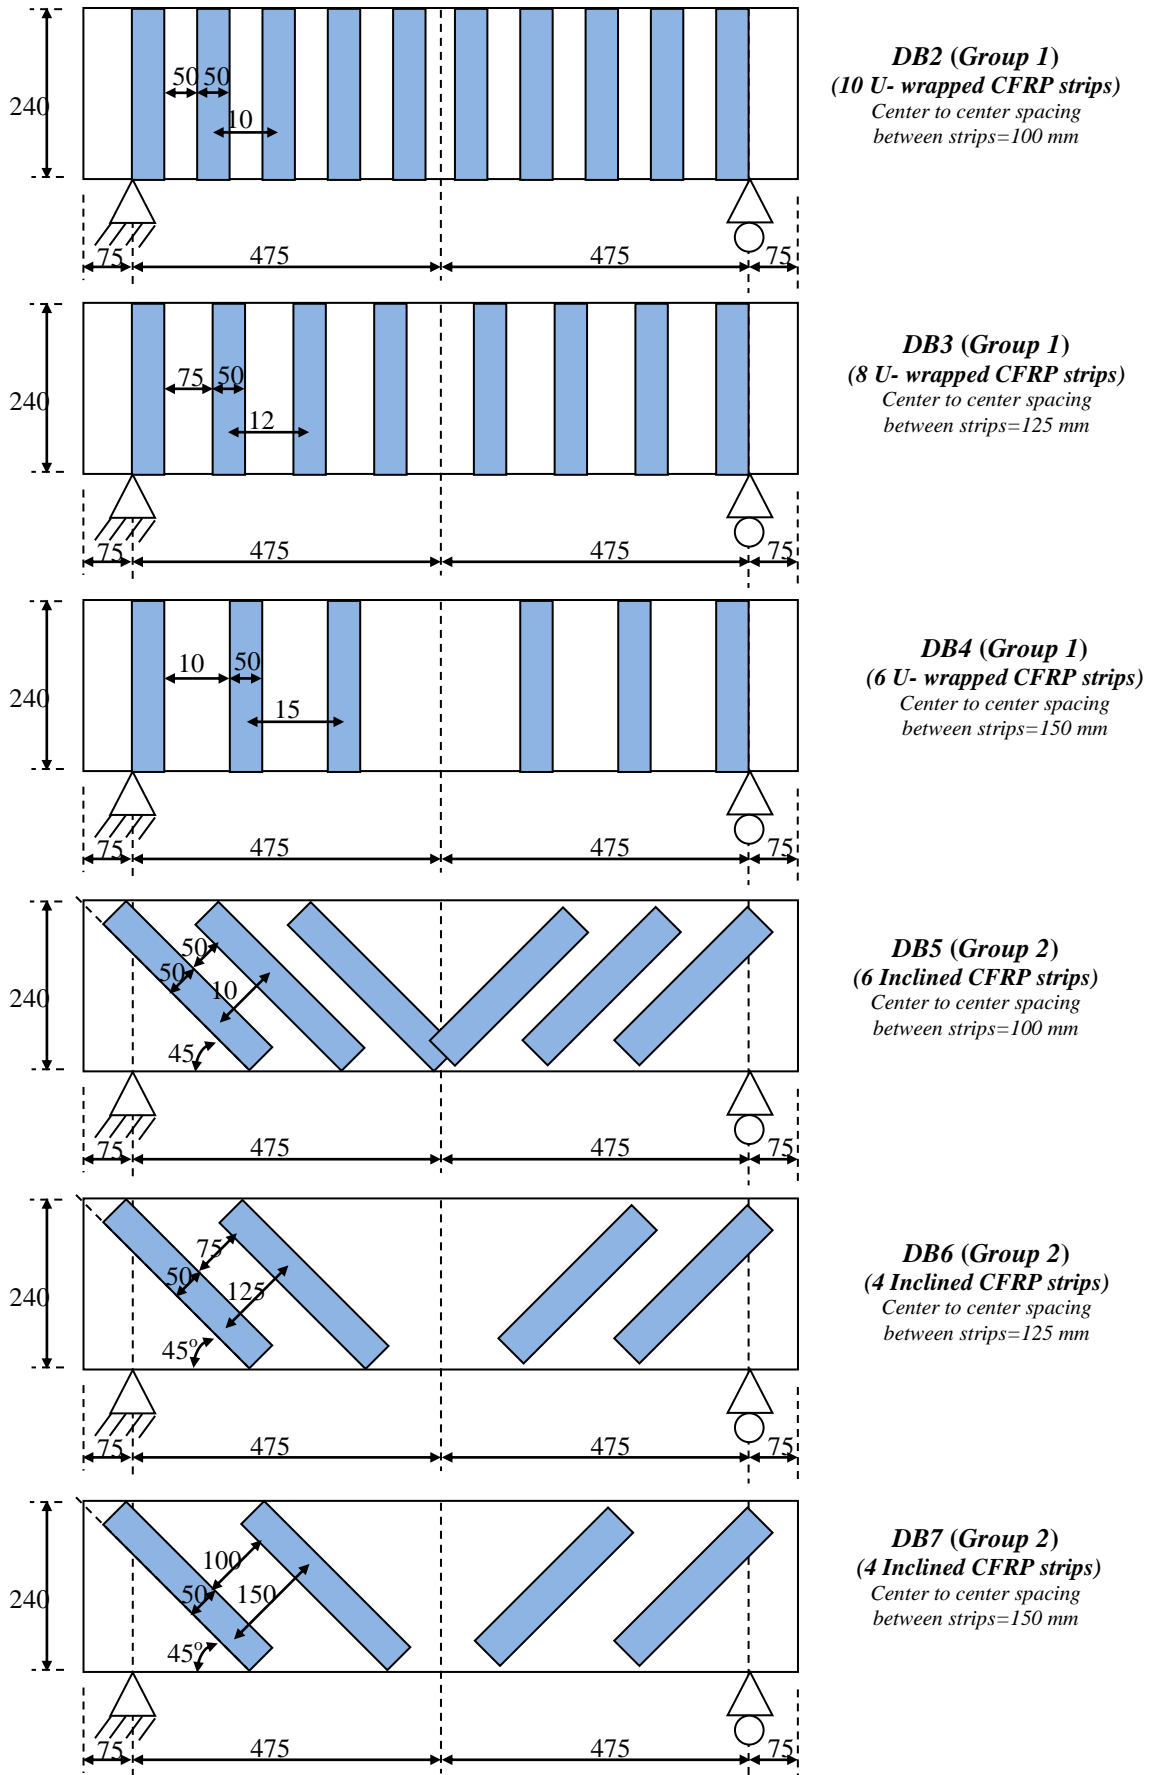 DB2 (Group 1)
(10 U- wrapped CFRP strips)
Center to center spacing
between strips=100 mm
50 50
10
240
75 475 475 75
DB3 (Group 1)
(8 U- wrapped CFRP strips)
Center to center spacing
between strips=125 mm
75 50
12
240
75 475 475 75
DB4 (Group 1)
(6 U- wrapped CFRP strips)
Center to center spacing
between strips=150 mm
10 50
15
240
75 475 475 75
DB5 (Group 2)
(6 Inclined CFRP strips)
Center to center spacing
between strips=100 mm
50
50
10
240
45
75 475 475 75
DB6 (Group 2)
(4 Inclined CFRP strips)
Center to center spacing
between strips=125 mm
75
50
125
240
45o
75 475 475 75
DB7 (Group 2)
(4 Inclined CFRP strips)
Center to center spacing
between strips=150 mm
100
50 150
240
45o
75 475 475 75